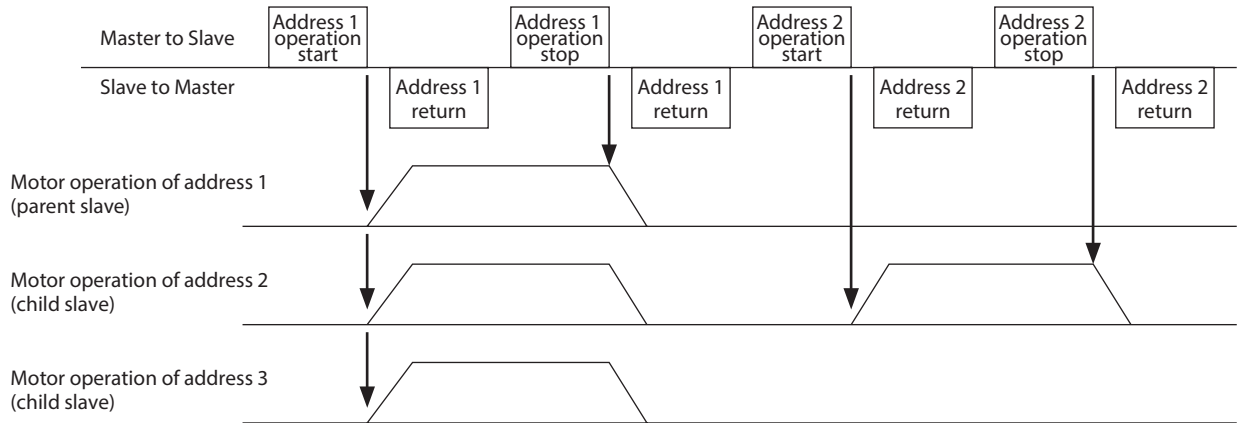 Master to Slave
Address 1
operation
start
Address 1
operation
stop
Address 2
operation
start
Address 2
operation
stop
Slave to Master
Address 1
return
Address 1
return
Address 2
return
Address 2
return
Motor operation of address 1
(parent slave)
Motor operation of address 2
(child slave)
Motor operation of address 3
(child slave)